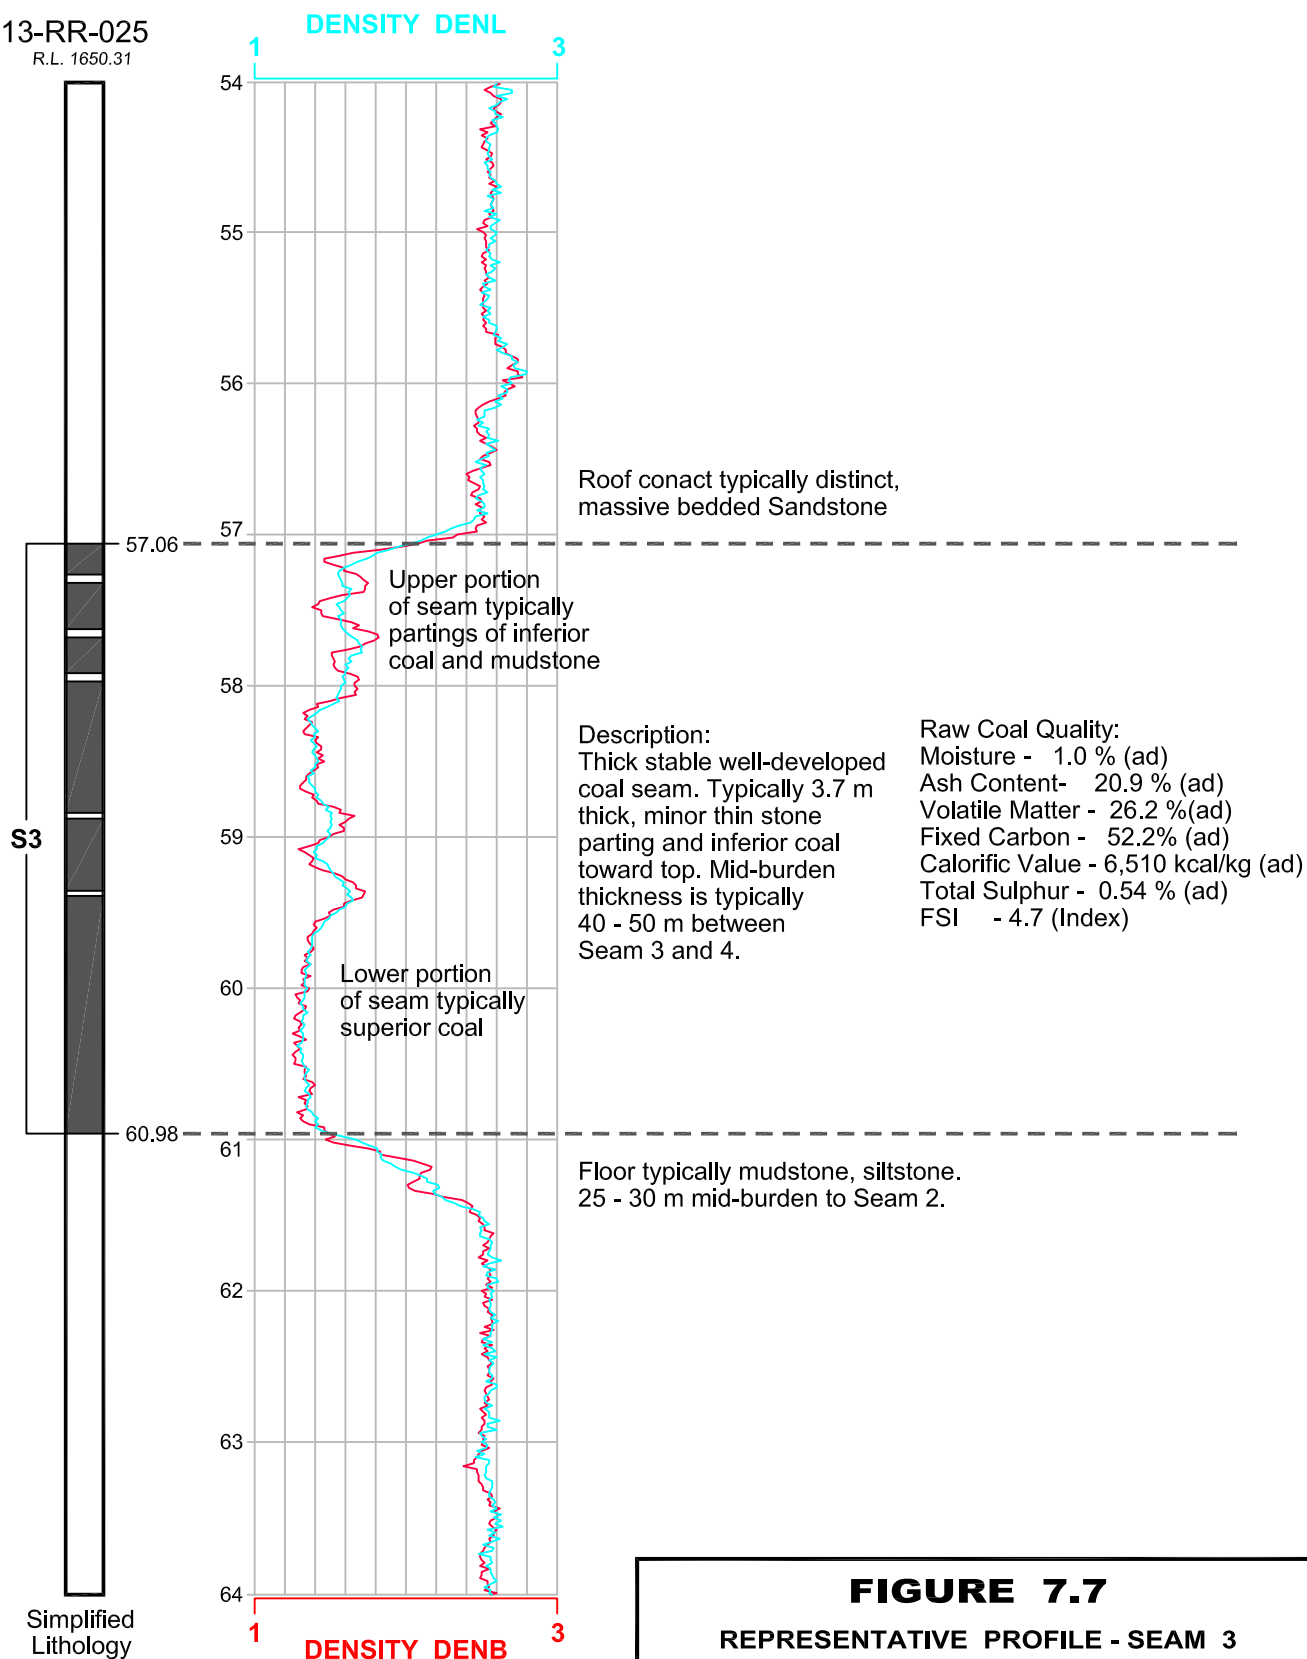 13-RR-025
R.L. 1650.31
DENSITY DENL
1
3
54
55
56
57
58
59
60
61
62
63
64
57.06
60.98
S3
Roof conact typically distinct,
massive bedded Sandstone
Upper portion
of seam typically
partings of inferior
coal and mudstone
Description:
Thick stable well-developed
coal seam. Typically 3.7 m
thick, minor thin stone
parting and inferior coal
toward top. Mid-burden
thickness is typically
40 - 50 m between
Seam 3 and 4.
Raw Coal Quality:
Moisture - 1.0 % (ad)
Ash Content- 20.9 % (ad)
Volatile Matter - 26.2 %(ad)
Fixed Carbon - 52.2% (ad)
Calorific Value - 6,510 kcal/kg (ad)
Total Sulphur - 0.54 % (ad)
FSI - 4.7 (Index)
Lower portion
of seam typically
superior coal
Floor typically mudstone, siltstone.
25 - 30 m mid-burden to Seam 2.
Simplified
Lithology
1
3
DENSITY DENB
FIGURE 7.7
REPRESENTATIVE PROFILE - SEAM 3